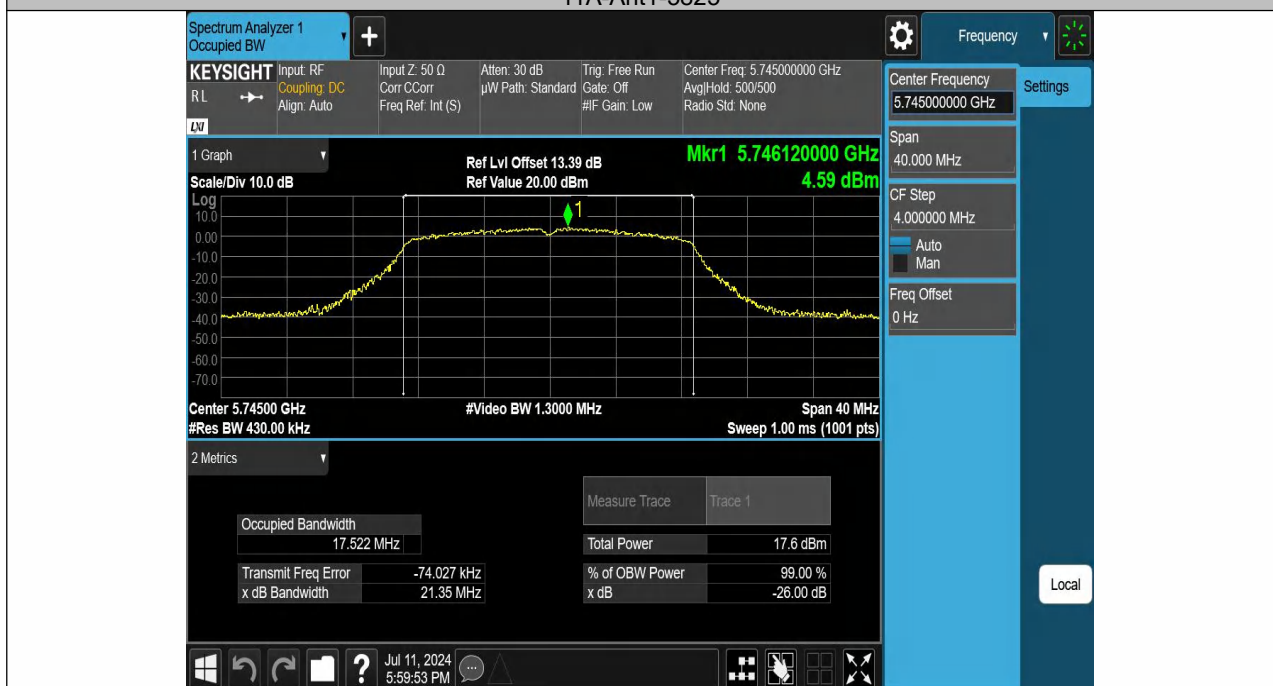 11A-Ant1-5825
Spectrum Analyzer 1
Occupied BW
Frequency
KEYSIGHT
RL
LXI
Input: RF
Coupling: DC
Align: Auto
Input Z: 50 Ω
Corr CCorr
Freq Ref: Int (S)
Atten: 30 dB
µW Path: Standard
Trig: Free Run
Gate: Off
#IF Gain: Low
Center Freq: 5.745000000 GHz
Avg|Hold: 500/500
Radio Std: None
Center Frequency
5.745000000 GHz
Settings
Span
40.000 MHz
CF Step
4.000000 MHz
Auto
Man
Freq Offset
0 Hz
1 Graph
Scale/Div 10.0 dB
Ref Lvl Offset 13.39 dB
Ref Value 20.00 dBm
Mkr1 5.746120000 GHz
4.59 dBm
Log
10.0
0.00
-10.0
-20.0
-30.0
-40.0
-50.0
-60.0
-70.0
1
Center 5.74500 GHz
#Res BW 430.00 kHz
#Video BW 1.3000 MHz
Span 40 MHz
Sweep 1.00 ms (1001 pts)
2 Metrics
Measure Trace Trace 1
Occupied Bandwidth
17.522 MHz
Total Power 17.6 dBm
Transmit Freq Error -74.027 kHz
% of OBW Power 99.00 %
x dB Bandwidth 21.35 MHz
x dB -26.00 dB
Local
Jul 11, 2024
5:59:53 PM